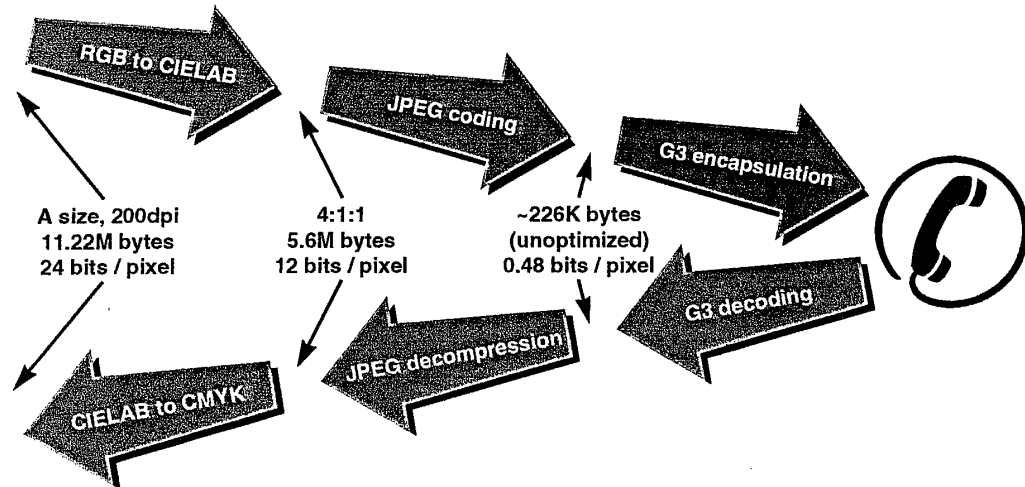 RGB to CIELAB
JPEG coding
G3 encapsulation
A size, 200dpi
11.22M bytes
24 bits / pixel
4:1:1
5.6M bytes
12 bits / pixel
~226K bytes
(unoptimized)
0.48 bits / pixel
G3 decoding
JPEG decompression
CIELAB to CMYK